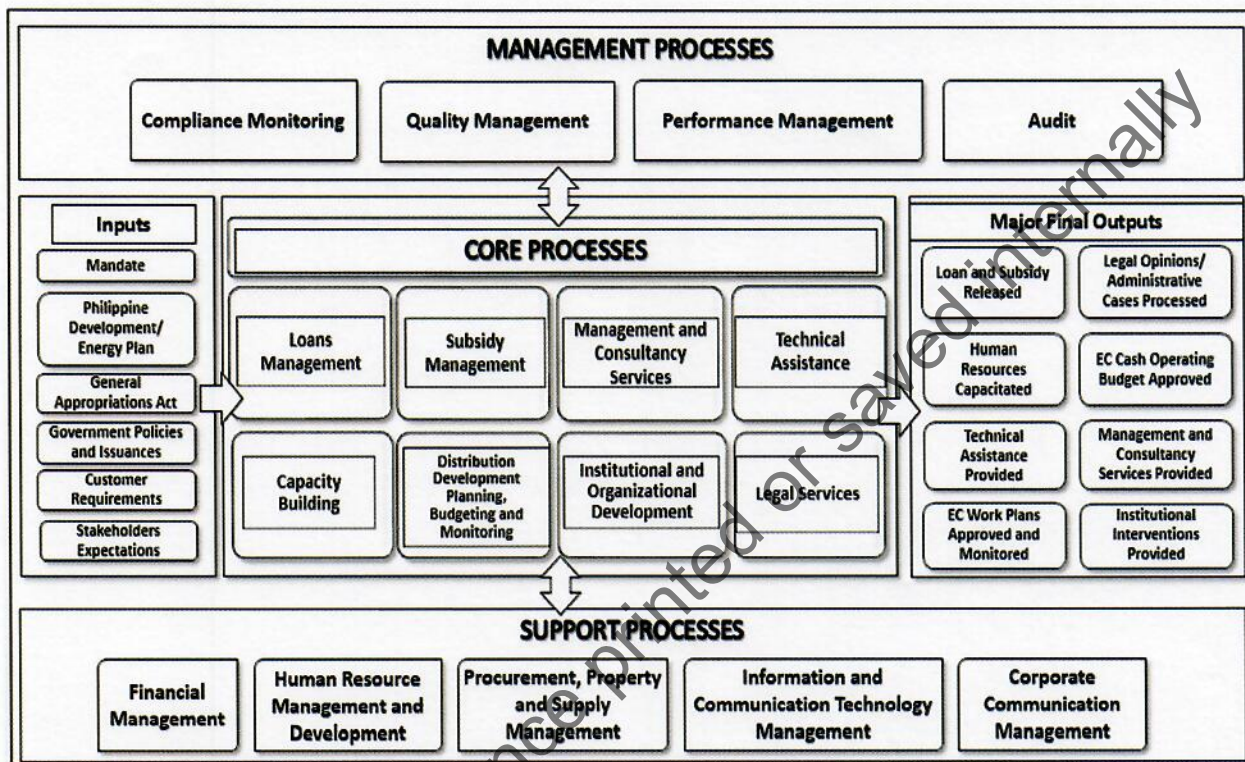 MANAGEMENT PROCESSES
Compliance Monitoring
Quality Management
Performance Management
Audit
Inputs
Mandate
Philippine
Development/
Energy Plan
General
Appropriations Act
Government Policies
and Issuances
Customer
Requirements
Stakeholders
Expectations
CORE PROCESSES
Loans
Management
Subsidy
Management
Management and
Consultancy
Services
Technical
Assistance
Capacity
Building
Distribution
Development
Planning,
Budgeting and
Monitoring
Institutional and
Organizational
Development
Legal Services
Major Final Outputs
Loan and Subsidy
Released
Legal Opinions/
Administrative
Cases Processed
Human
Resources
Capacitated
EC Cash Operating
Budget Approved
Technical
Assistance
Provided
Management and
Consultancy
Services Provided
EC Work Plans
Approved and
Monitored
Institutional
Interventions
Provided
SUPPORT PROCESSES
Financial
Management
Human Resource
Management and
Development
Procurement, Property
and Supply
Management
Information and
Communication Technology
Management
Corporate
Communication
Management
nce printed or saved internally